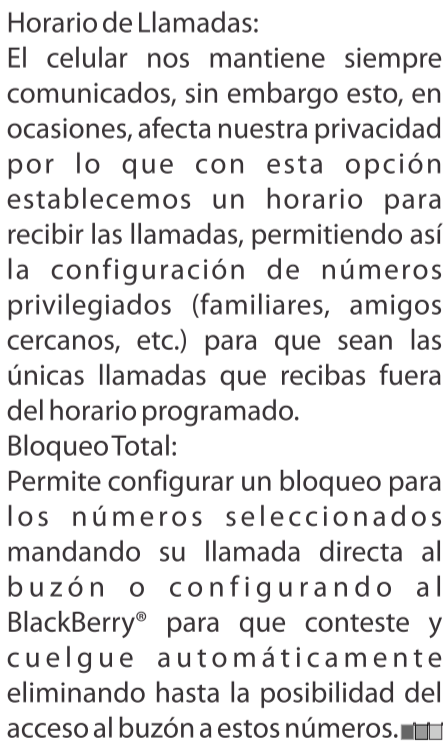 Horario de Llamadas:
El celular nos mantiene siempre
comunicados, sin embargo esto, en
ocasiones, afecta nuestra privacidad
por lo que con esta opción
establecemos un horario para
recibir las llamadas, permitiendo así
la configuración de números
privilegiados (familiares, amigos
cercanos, etc.) para que sean las
únicas llamadas que recibas fuera
del horario programado.
Bloqueo Total:
Permite configurar un bloqueo para
los números seleccionados
mandando su llamada directa al
buzón o configurando al
BlackBerry® para que conteste y
cuelgue automáticamente
eliminando hasta la posibilidad del
acceso al buzón a estos números.